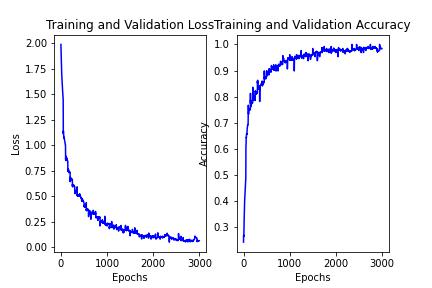 Training and Validation Loss
2.00
1.75
1.50
1.25
1.00
0.75
0.50
0.25
0.00
Loss
0 1000 2000 3000
Epochs
Training and Validation Accuracy
1.0
0.9
0.8
0.7
0.6
0.5
0.4
0.3
Accuracy
0 1000 2000 3000
Epochs